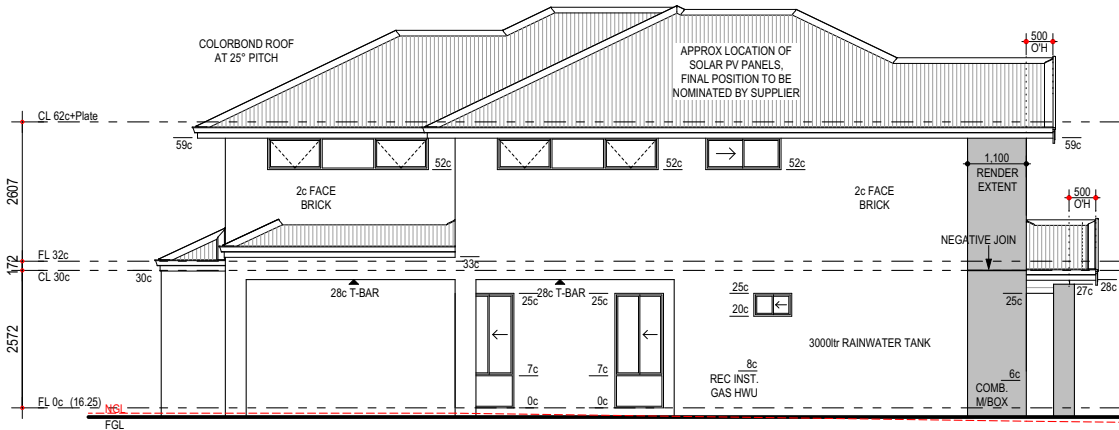 COLORBOND ROOF
AT 25° PITCH
APPROX LOCATION OF
SOLAR PV PANELS,
FINAL POSITION TO BE
NOMINATED BY SUPPLIER
500
O'H
CL 62c+Plate
59c
59c
52c
52c
52c
1,100
RENDER
EXTENT
2c FACE
BRICK
2c FACE
BRICK
500
O'H
2607
NEGATIVE JOIN
FL 32c
172
33c
CL 30c
30c
28c T-BAR
28c T-BAR
25c
25c
25c
20c
25c
27c
28c
2572
3000ltr RAINWATER TANK
7c
7c
8c
6c
REC INST.
GAS HWU
COMB.
M/BOX
FL 0c (16.25)
0c
0c
NGL
FGL